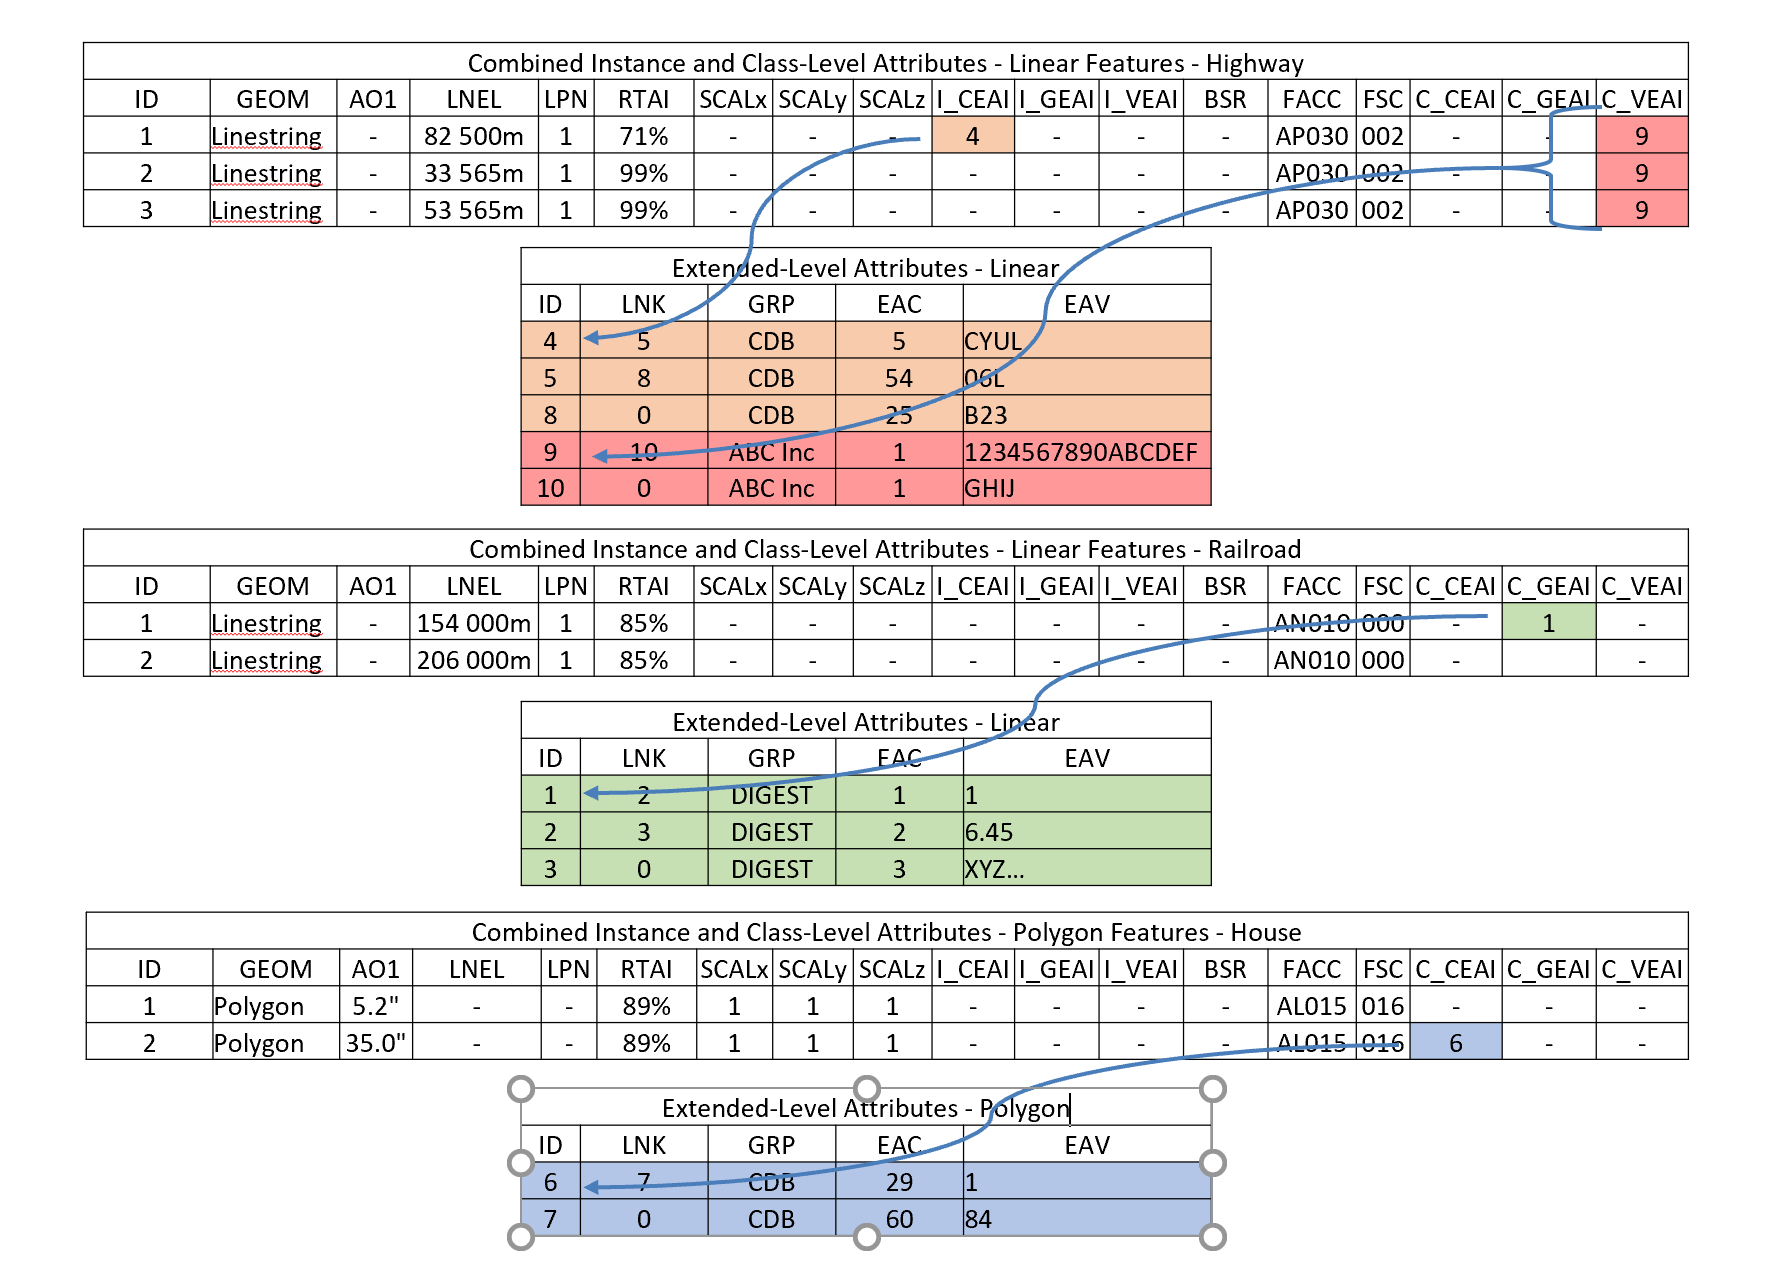 Combined Instance and Class-Level Attributes - Linear Features - Highway
ID GEOM AO1 LNEL LPN RTAI SCALx SCALy SCALz I_CEAI I_GEAI I_VEAI BSR FACC FSC C_CEAI C_GEAI C_VEAI
1 Linestring - 82 500m 1 71% - - - 4 - - - AP030 002 - - 9
2 Linestring - 33 565m 1 99% - - - - - - - AP030 002 - - 9
3 Linestring - 53 565m 1 99% - - - - - - - AP030 002 - - 9
Extended-Level Attributes - Linear
ID LNK GRP EAC EAV
4 5 CDB 5 CYUL
5 8 CDB 54 06L
8 0 CDB 25 B23
9 10 ABC Inc 1 1234567890ABCDEF
10 0 ABC Inc 1 GHIJ
Combined Instance and Class-Level Attributes - Linear Features - Railroad
ID GEOM AO1 LNEL LPN RTAI SCALx SCALy SCALz I_CEAI I_GEAI I_VEAI BSR FACC FSC C_CEAI C_GEAI C_VEAI
1 Linestring - 154 000m 1 85% - - - - - - - AN010 000 - 1 -
2 Linestring - 206 000m 1 85% - - - - - - - AN010 000 - -
Extended-Level Attributes - Linear
ID LNK GRP EAC EAV
1 2 DIGEST 1 1
2 3 DIGEST 2 6.45
3 0 DIGEST 3 XYZ...
Combined Instance and Class-Level Attributes - Polygon Features - House
ID GEOM AO1 LNEL LPN RTAI SCALx SCALy SCALz I_CEAI I_GEAI I_VEAI BSR FACC FSC C_CEAI C_GEAI C_VEAI
1 Polygon 5.2" - - 89% 1 1 1 - - - - AL015 016 - - -
2 Polygon 35.0" - - 89% 1 1 1 - - - - AL015 016 6 - -
Extended-Level Attributes - Polygon
ID LNK GRP EAC EAV
6 7 CDB 29 1
7 0 CDB 60 84